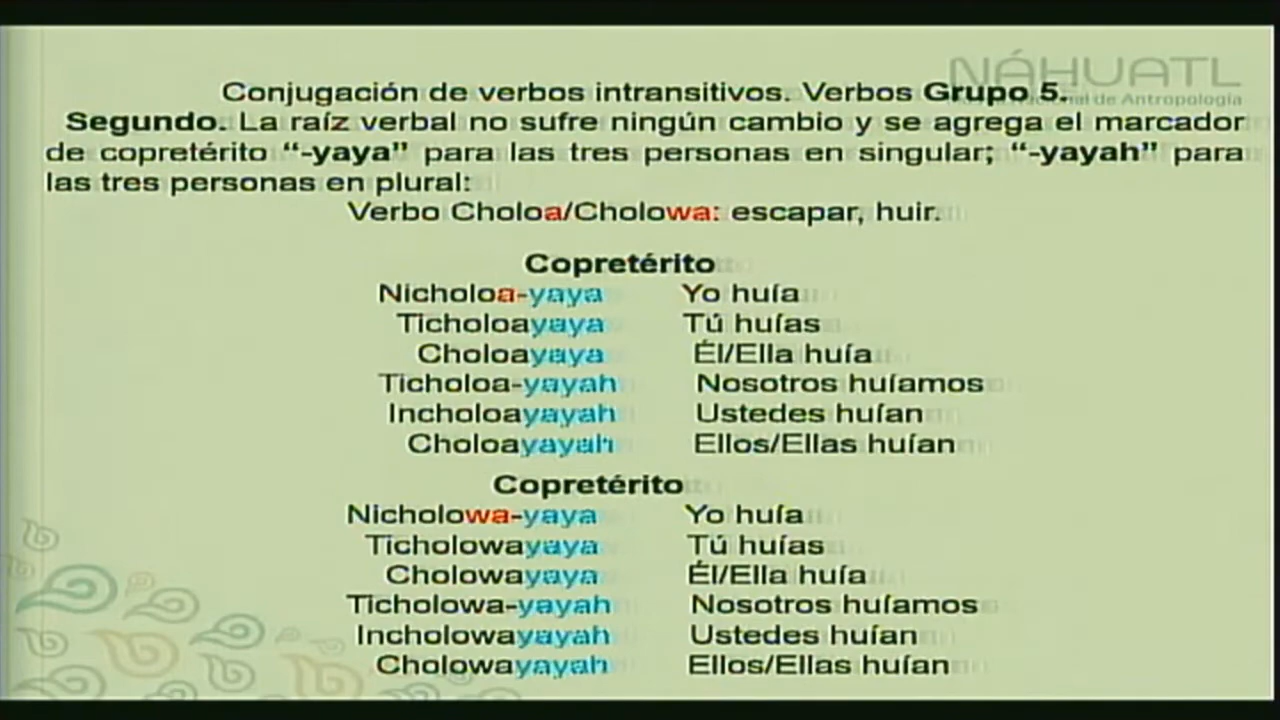 NÁHUATL
Conjugación de verbos intransitivos. Verbos Grupo 5.
Segundo. La raíz verbal no sufre ningún cambio y se agrega el marcador
de copretérito “-yaya” para las tres personas en singular; “-yayah” para
las tres personas en plural:
Verbo Choloa/Cholowa: escapar, huir.
Copretérito
Nicholoa-yaya Yo huía
Ticholoayaya Tú huías
Choloayaya Él/Ella huía
Ticholoa-yayah Nosotros huíamos
Incholoayayah Ustedes huían
Choloayayah Ellos/Ellas huían
Copretérito
Nicholowa-yaya Yo huía
Ticholowayaya Tú huías
Cholowayaya Él/Ella huía
Ticholowa-yayah Nosotros huíamos
Incholowayayah Ustedes huían
Cholowayayah Ellos/Ellas huían